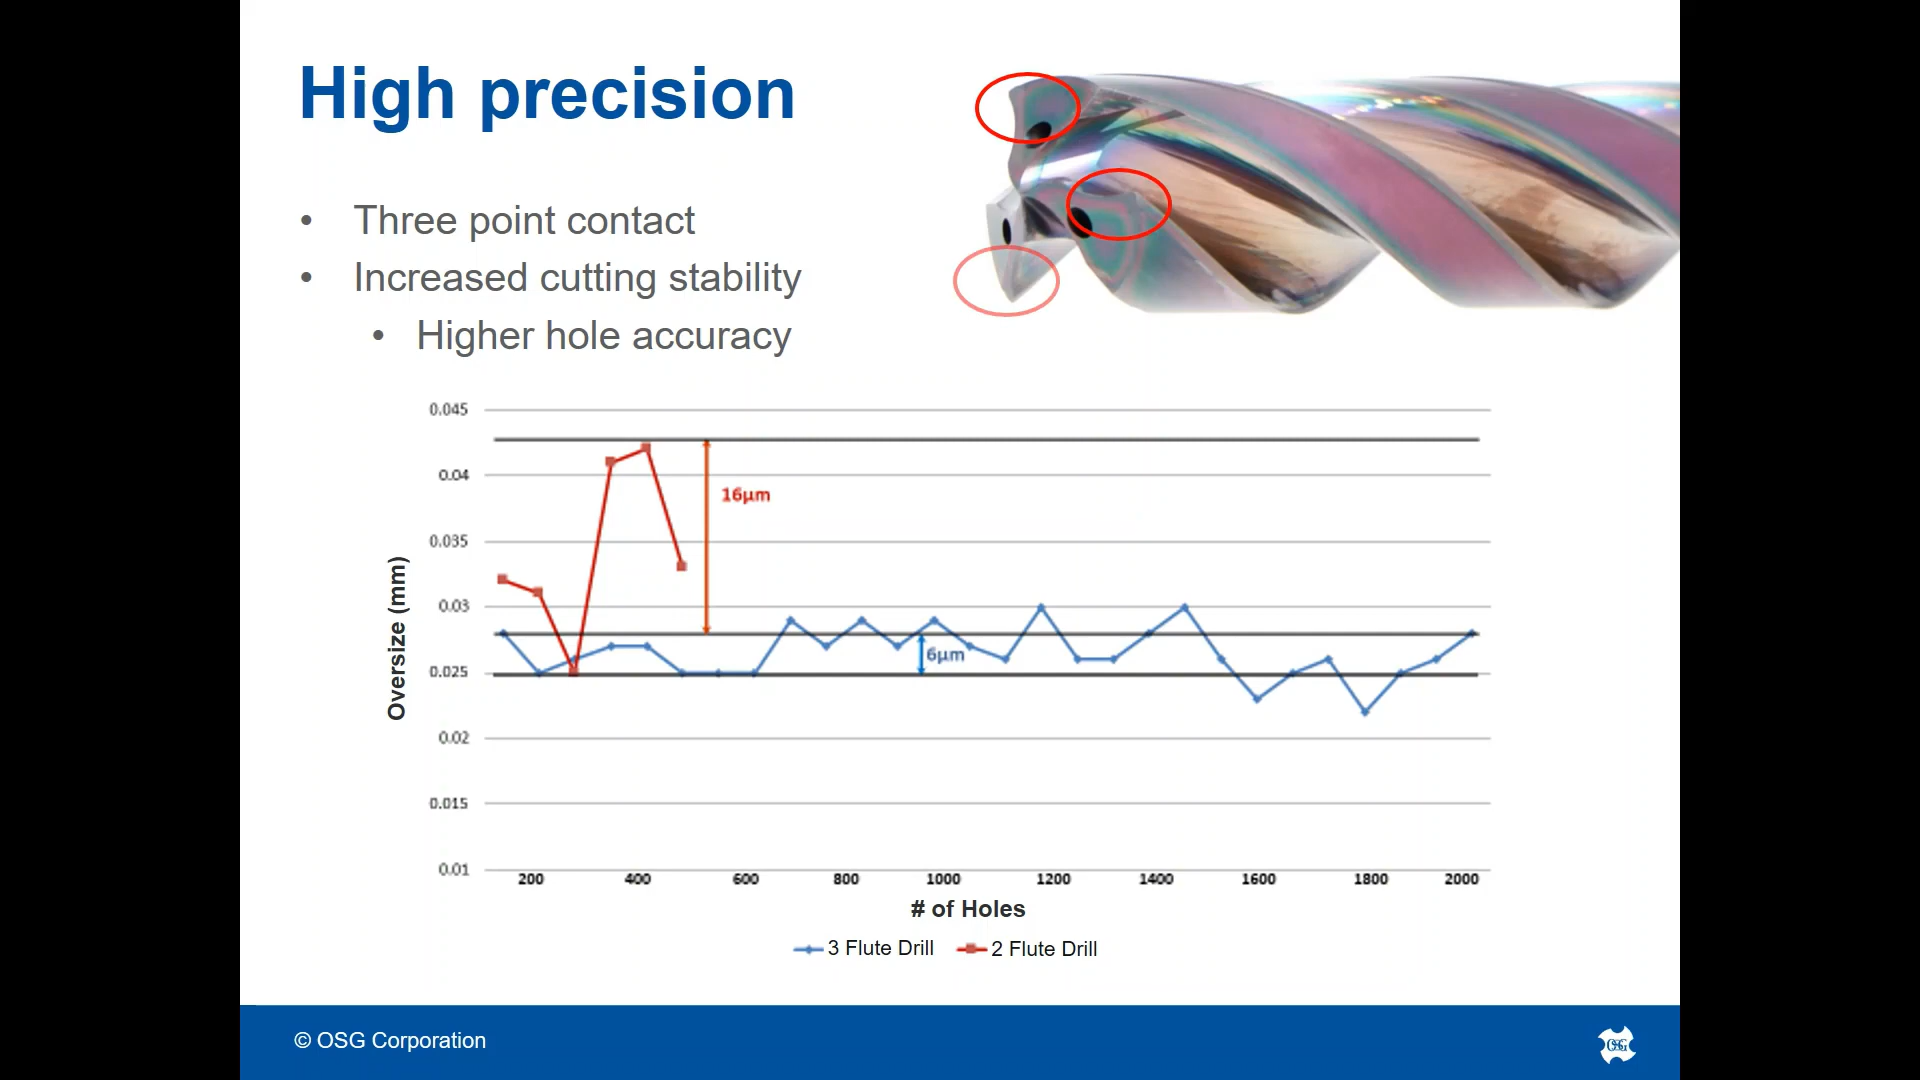 High precision
• Three point contact
• Increased cutting stability
• Higher hole accuracy
0.045
0.04
0.035
0.03
0.025
0.02
0.015
0.01
Oversize (mm)
16µm
6µm
200 400 600 800 1000 1200 1400 1600 1800 2000
# of Holes
3 Flute Drill 2 Flute Drill
© OSG Corporation
OSG